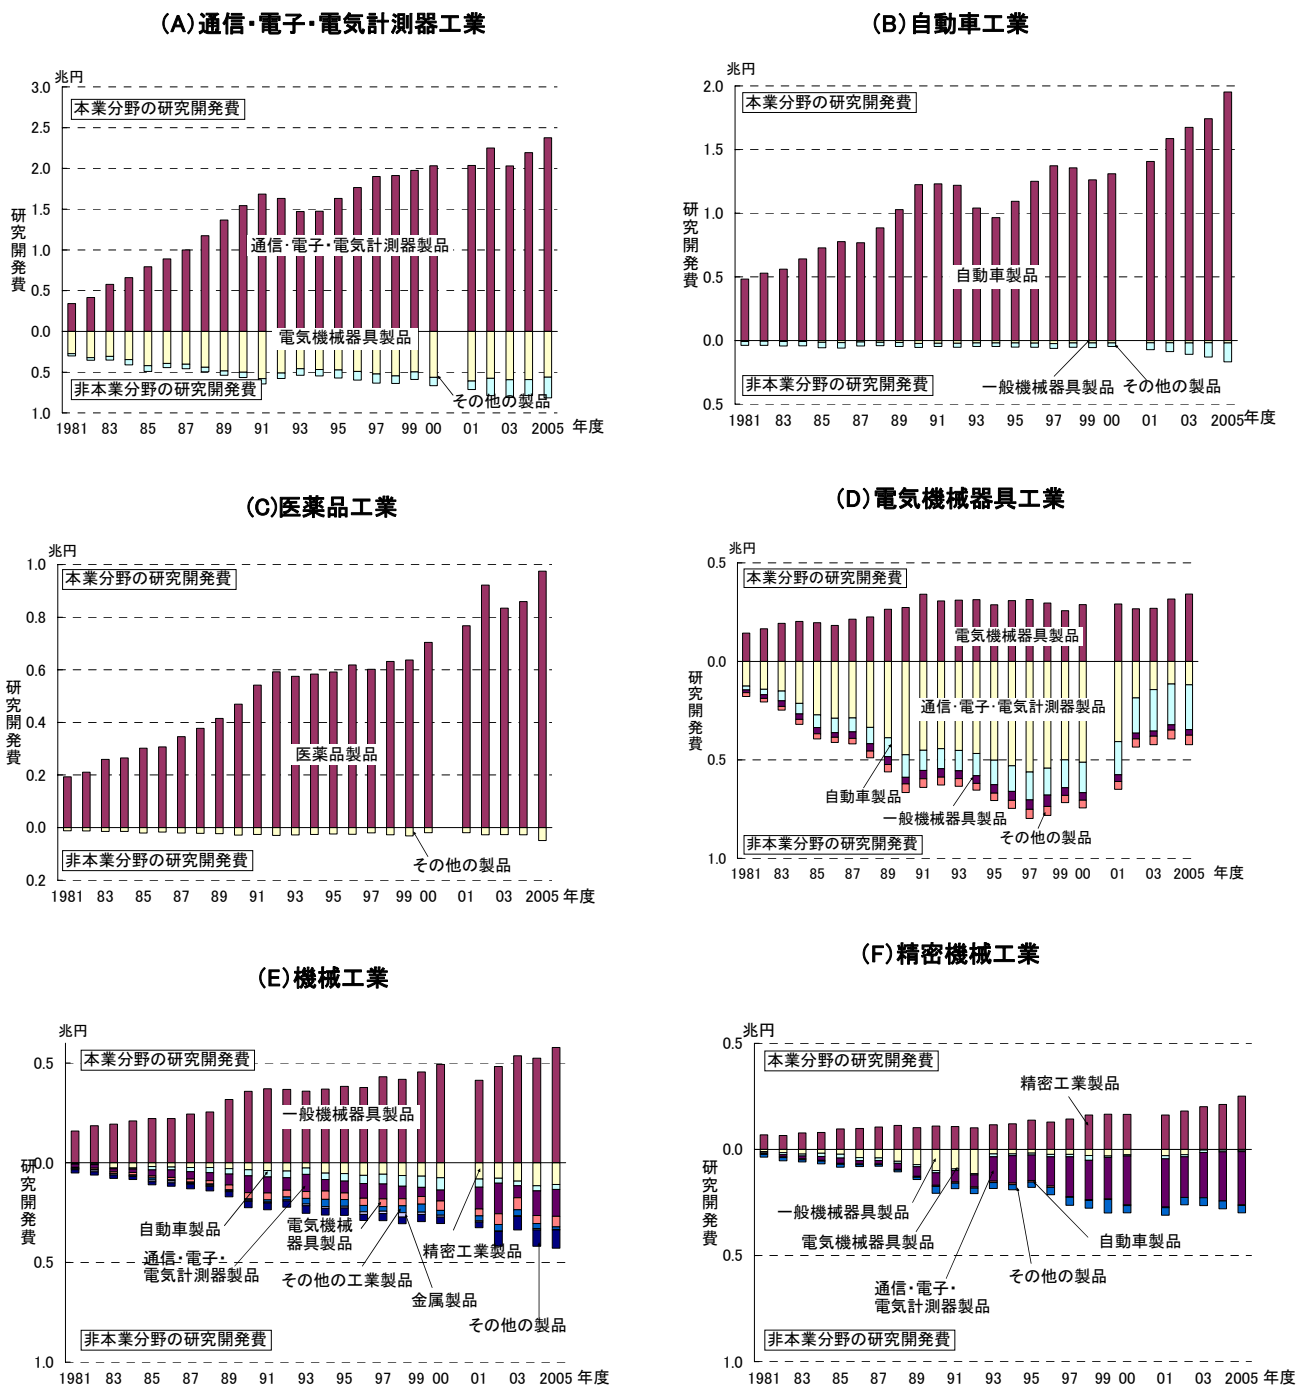 (A)通信・電子・電気計測器工業
兆円
3.0
2.5
2.0
1.5
1.0
0.5
0.0
0.5
1.0
研究開発費
本業分野の研究開発費
通信・電子・電気計測器製品
電気機械器具製品
非本業分野の研究開発費
その他の製品
1981 83 85 87 89 91 93 95 97 99 00 01 03 2005 年度
(B)自動車工業
兆円
2.0
1.5
1.0
0.5
0.0
0.5
研究開発費
本業分野の研究開発費
自動車製品
一般機械器具製品
その他の製品
非本業分野の研究開発費
1981 83 85 87 89 91 93 95 97 99 00 01 03 2005 年度
(C)医薬品工業
兆円
1.0
0.8
0.6
0.4
0.2
0.0
0.2
研究開発費
本業分野の研究開発費
医薬品製品
非本業分野の研究開発費
その他の製品
1981 83 85 87 89 91 93 95 97 99 00 01 03 2005 年度
(D)電気機械器具工業
兆円
0.5
0.0
0.5
1.0
研究開発費
本業分野の研究開発費
電気機械器具製品
通信・電子・電気計測器製品
自動車製品
一般機械器具製品
その他の製品
非本業分野の研究開発費
1981 83 85 87 89 91 93 95 97 99 00 01 03 2005 年度
(E)機械工業
兆円
0.5
0.0
0.5
1.0
研究開発費
本業分野の研究開発費
一般機械器具製品
自動車製品
電気機械
器具製品
精密工業製品
通信・電子・
電気計測器製品
その他の工業製品
金属製品
その他の製品
非本業分野の研究開発費
1981 83 85 87 89 91 93 95 97 99 00 01 03 2005 年度
(F)精密機械工業
兆円
0.5
0.0
0.5
1.0
研究開発費
本業分野の研究開発費
精密工業製品
一般機械器具製品
電気機械器具製品
自動車製品
通信・電子・
電気計測器製品
その他の製品
非本業分野の研究開発費
1981 83 85 87 89 91 93 95 97 99 00 01 03 2005 年度